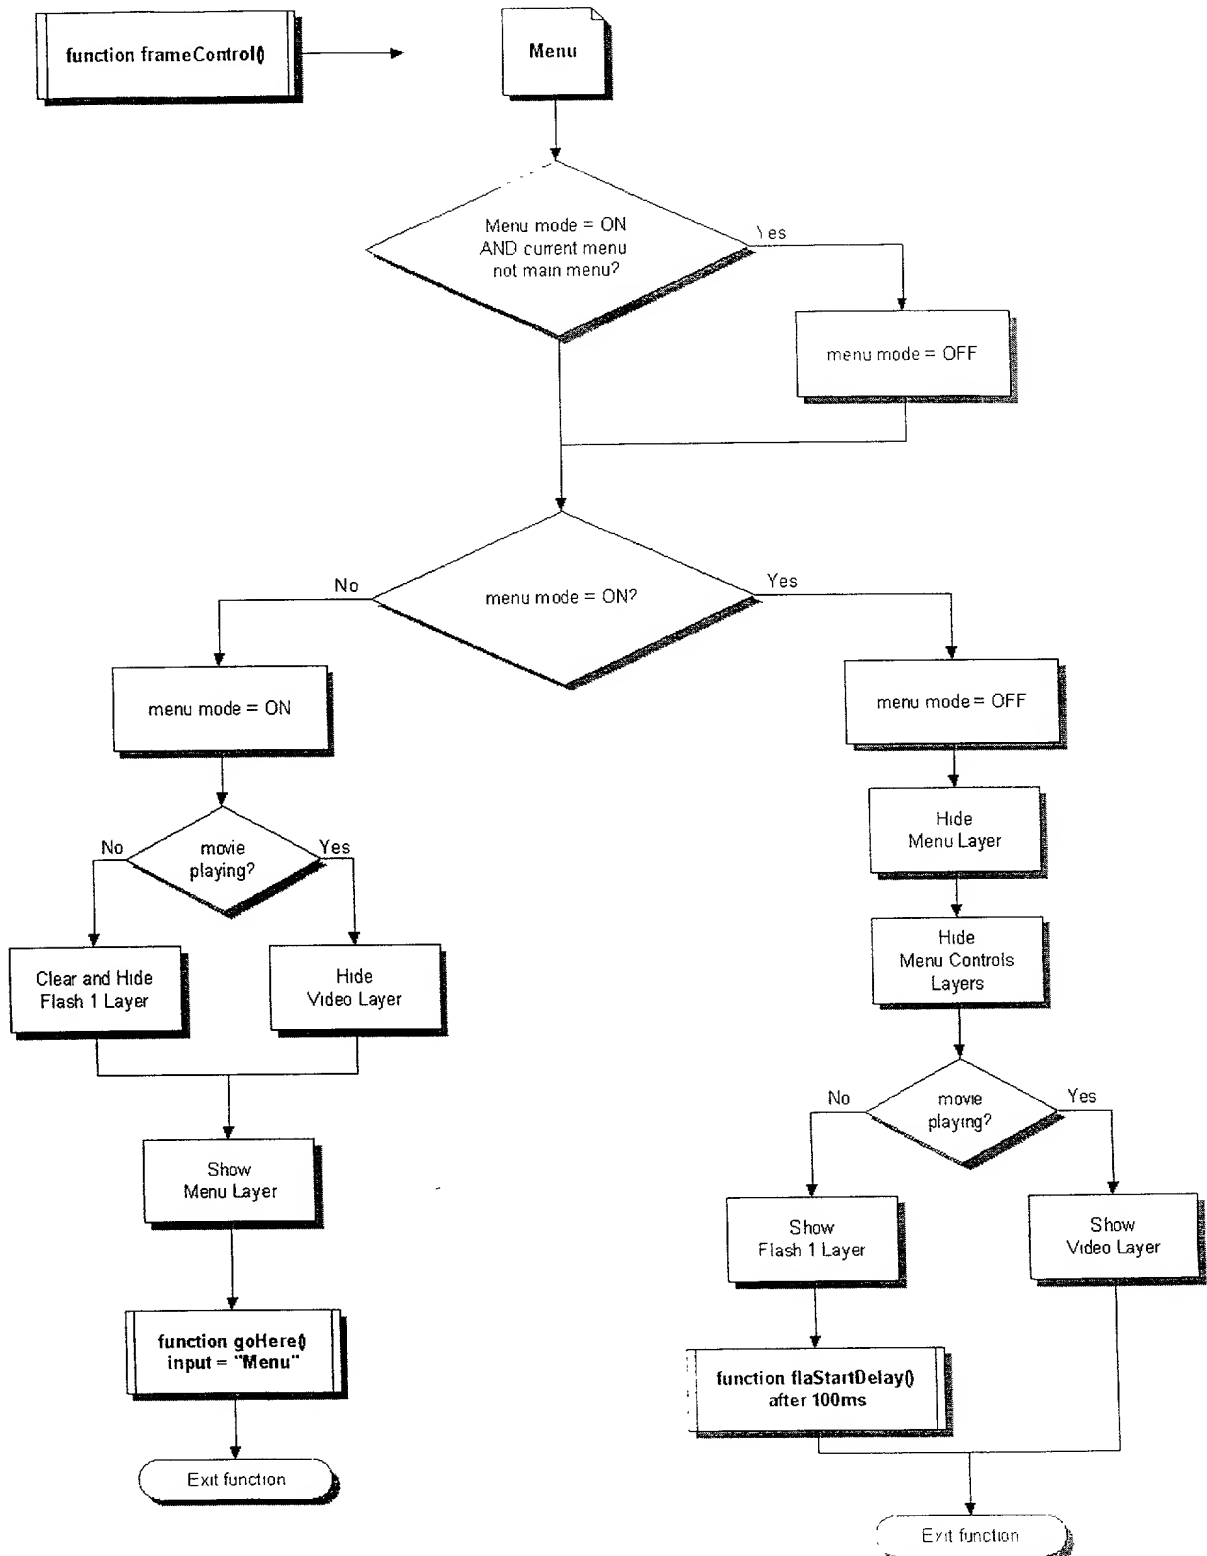 function frameControl()
Menu
Menu mode = ON
AND current menu
not main menu?
Yes
menu mode = OFF
No
menu mode = ON?
Yes
menu mode = ON
menu mode = OFF
Hide
Menu Layer
No
movie
playing?
Yes
Hide
Menu Controls
Layers
Clear and Hide
Flash 1 Layer
Hide
Video Layer
No
movie
playing?
Yes
Show
Menu Layer
Show
Flash 1 Layer
Show
Video Layer
function goHere()
input = "Menu"
function flaStartDelay()
after 100ms
Exit function
Exit function